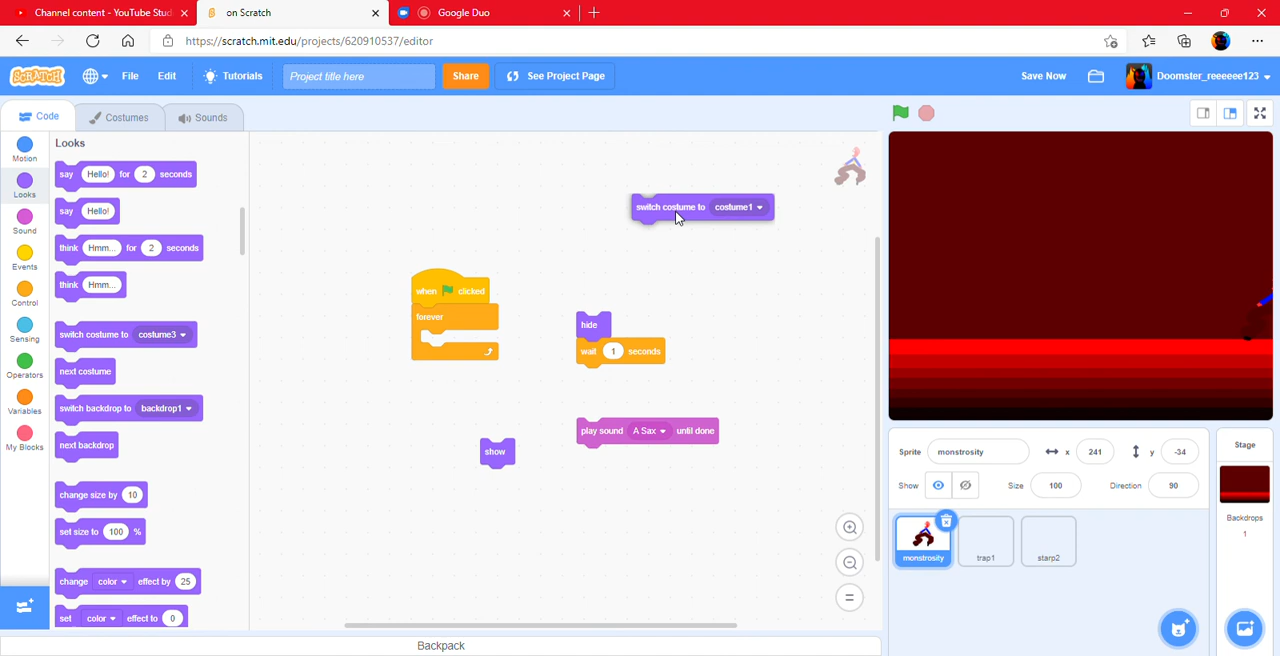 Channel content - YouTube Stud
on Scratch
Google Duo
https://scratch.mit.edu/projects/620910537/editor
SCRATCH
File
Edit
Tutorials
Project title here
Share
See Project Page
Save Now
Doomster_reeeeee123
Code
Costumes
Sounds
Motion
Looks
Sound
Events
Control
Sensing
Operators
Variables
My Blocks
Looks
say Hello! for 2 seconds
say Hello!
think Hmm... for 2 seconds
think Hmm...
switch costume to costume3
next costume
switch backdrop to backdrop1
next backdrop
change size by 10
set size to 100 %
change color effect by 25
set color effect to 0
switch costume to costume1
when clicked
forever
hide
wait 1 seconds
play sound A Sax until done
show
Backpack
Sprite monstrosity x 241 y -34
Show Size 100 Direction 90
monstrosity
trap1
starp2
Stage
Backdrops
1